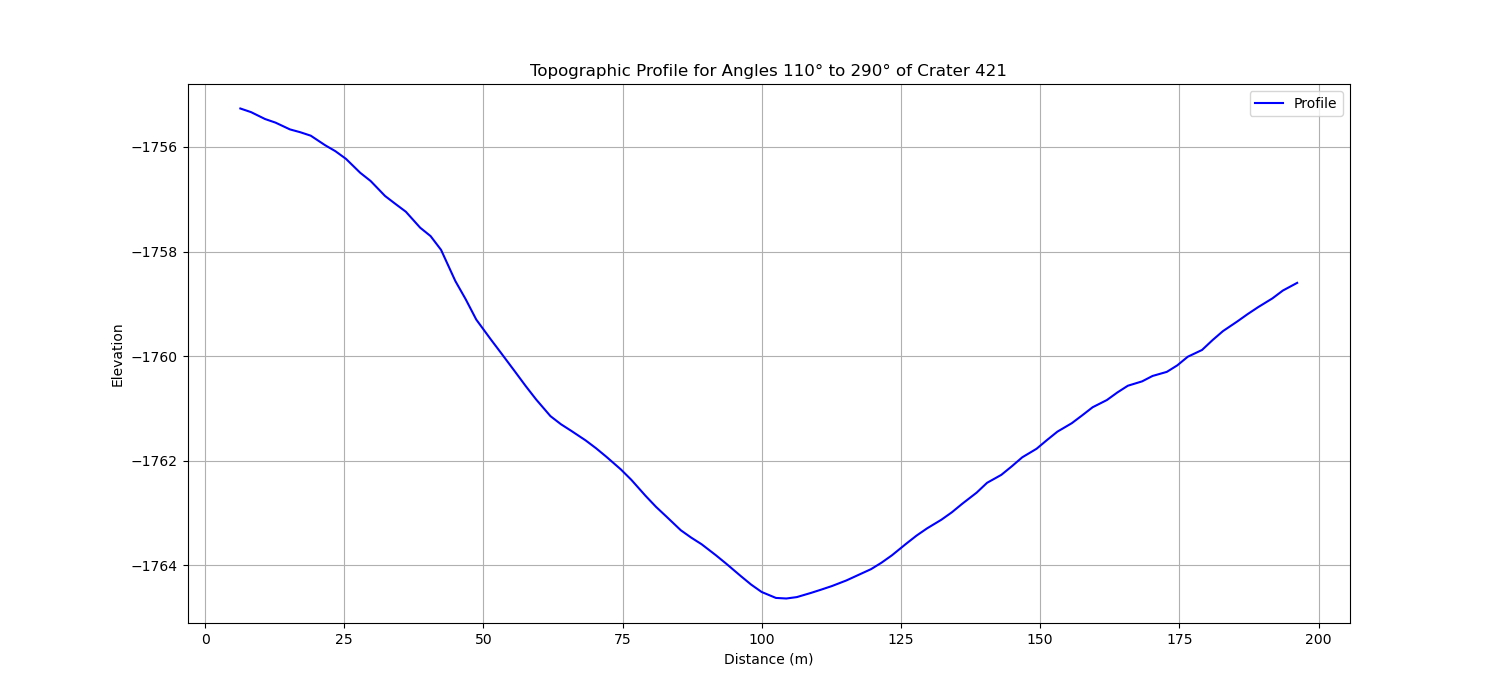 Topographic Profile for Angles 110° to 290° of Crater 421
Profile
−1756
−1758
−1760
−1762
−1764
Elevation
0 25 50 75 100 125 150 175 200
Distance (m)